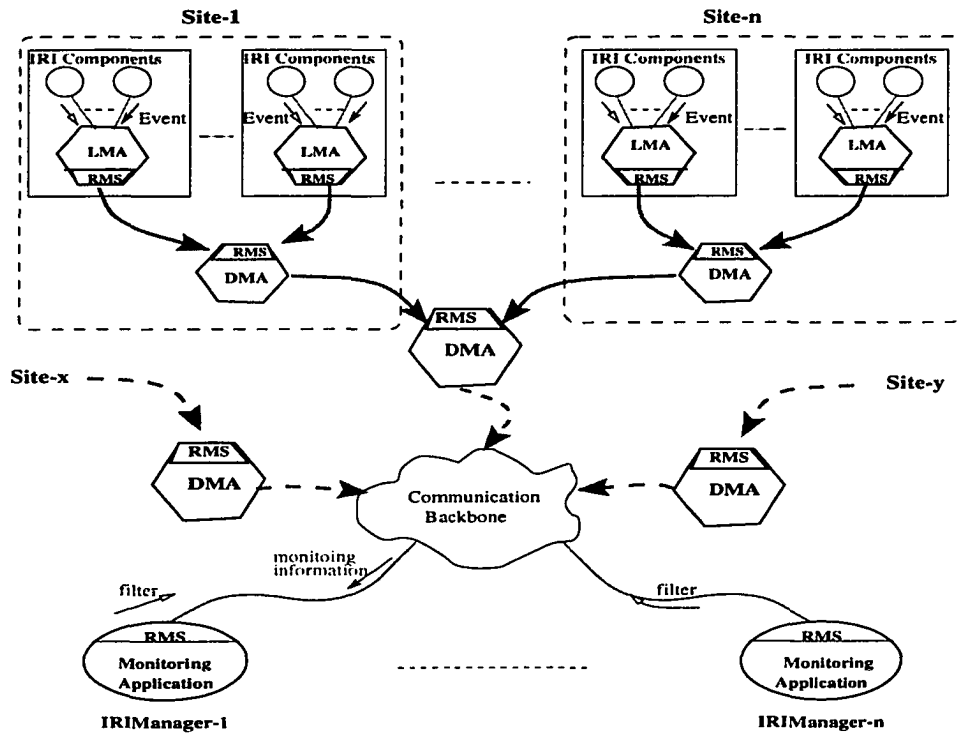 Site-1
Site-n
IRI Components
IRI Components
IRI Components
IRI Components
Event
Event
Event
Event
LMA
LMA
LMA
LMA
RMS
RMS
RMS
RMS
RMS
DMA
RMS
DMA
RMS
DMA
Site-x
Site-y
RMS
DMA
RMS
DMA
Communication
Backbone
monitoing
information
filter
filter
RMS
Monitoring
Application
RMS
Monitoring
Application
IRIManager-1
IRIManager-n